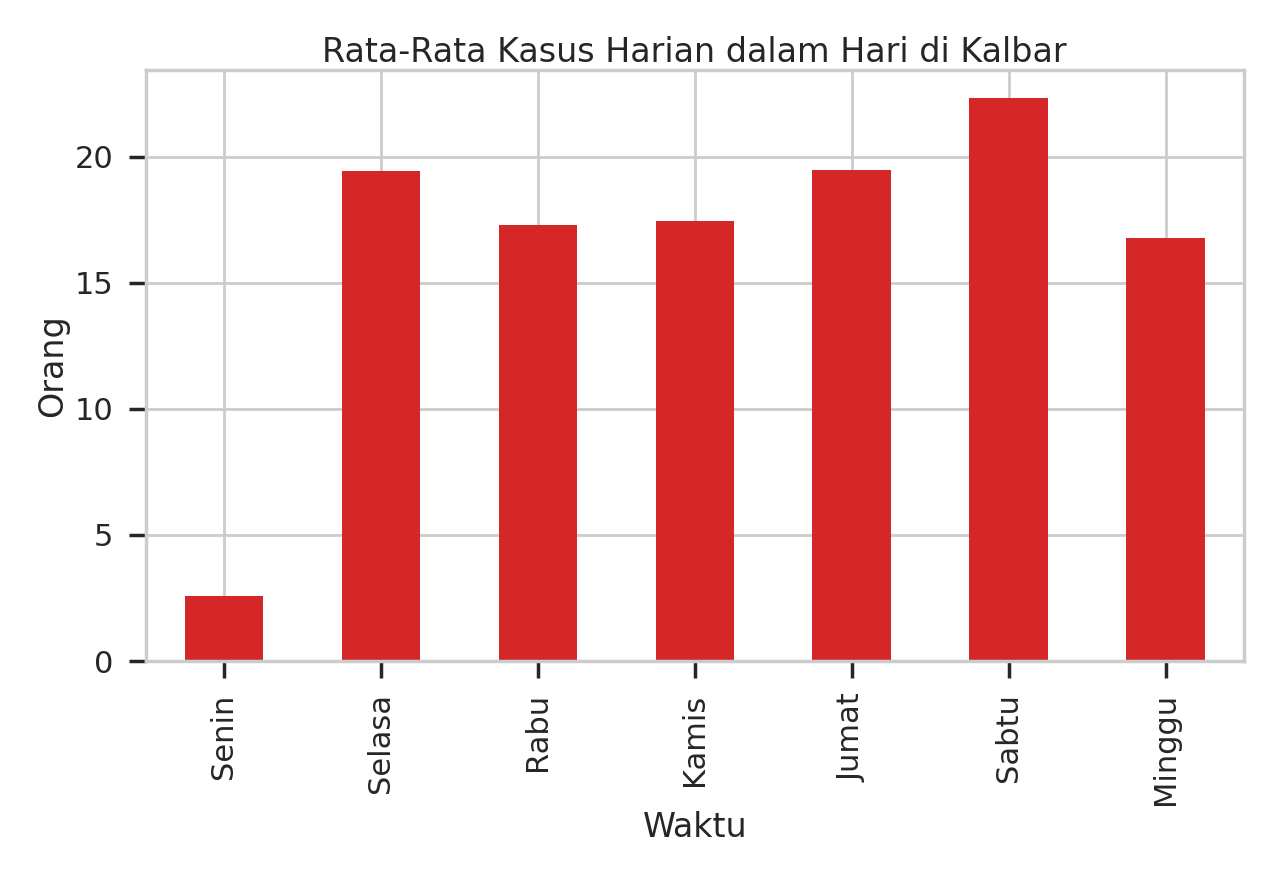 Rata-Rata Kasus Harian dalam Hari di Kalbar
Orang
20
15
10
5
0
Senin
Selasa
Rabu
Kamis
Jumat
Sabtu
Minggu
Waktu